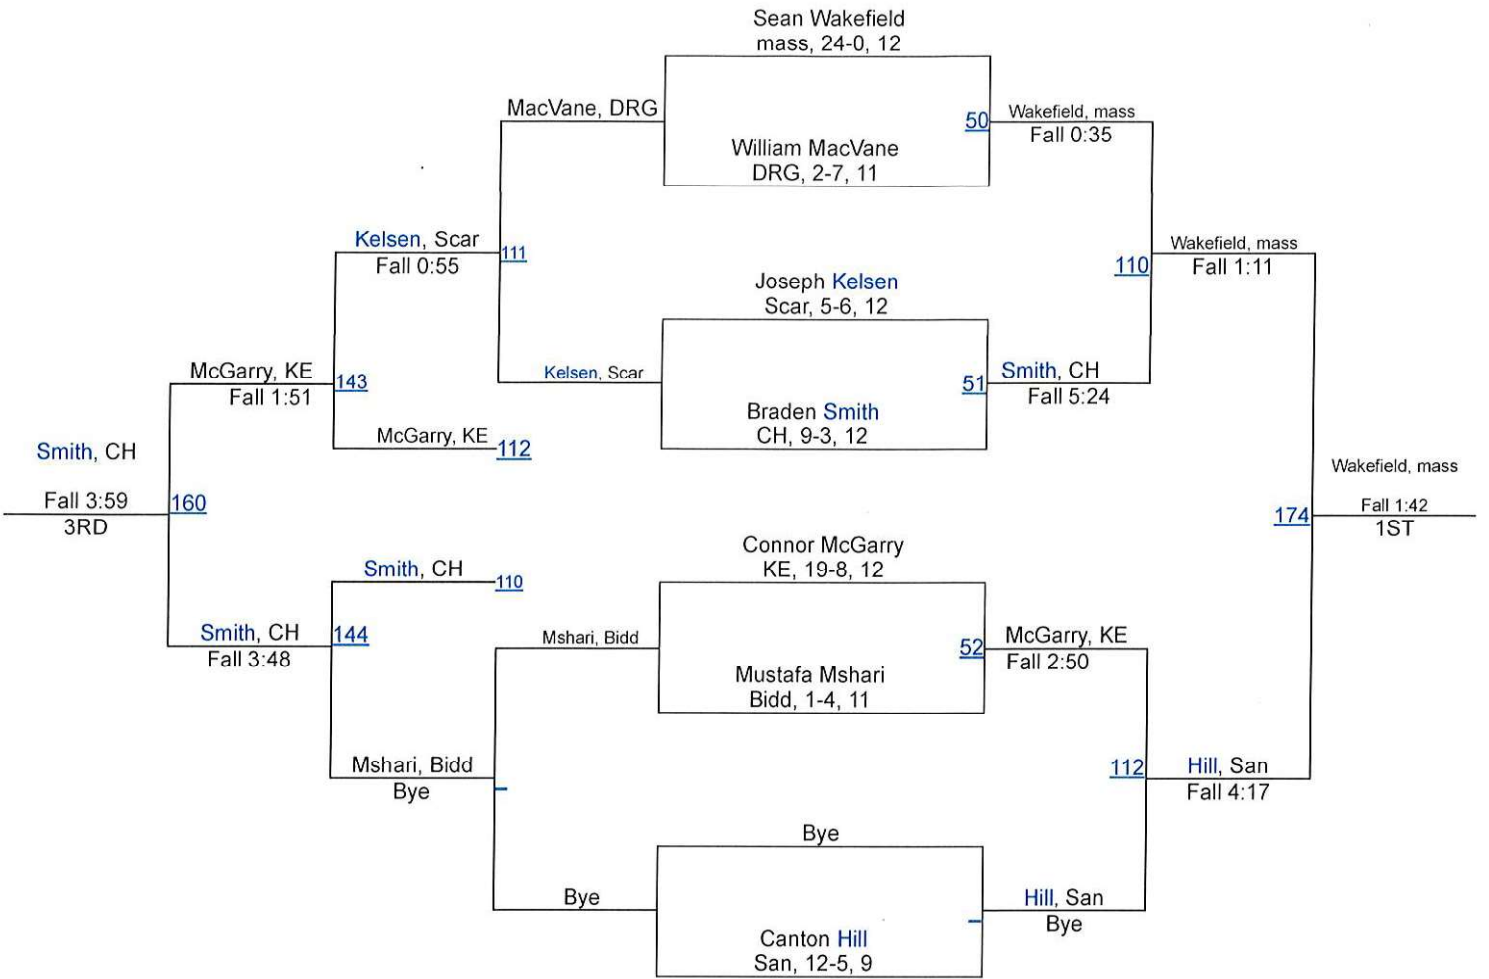 Sean Wakefield
mass, 24-0, 12
MacVane, DRG
50
Wakefield, mass
Fall 0:35
William MacVane
DRG, 2-7, 11
Kelsen, Scar
Fall 0:55
111
Wakefield, mass
Fall 1:11
110
Joseph Kelsen
Scar, 5-6, 12
McGarry, KE
Fall 1:51
143
Kelsen, Scar
51
Smith, CH
Fall 5:24
Braden Smith
CH, 9-3, 12
McGarry, KE
112
Smith, CH
Fall 3:59
3RD
160
Wakefield, mass
Fall 1:42
1ST
174
Connor McGarry
KE, 19-8, 12
Smith, CH
110
Smith, CH
Fall 3:48
144
Mshari, Bidd
52
McGarry, KE
Fall 2:50
Mustafa Mshari
Bidd, 1-4, 11
Mshari, Bidd
Bye
112
Hill, San
Fall 4:17
Bye
Bye
Hill, San
Bye
Canton Hill
San, 12-5, 9